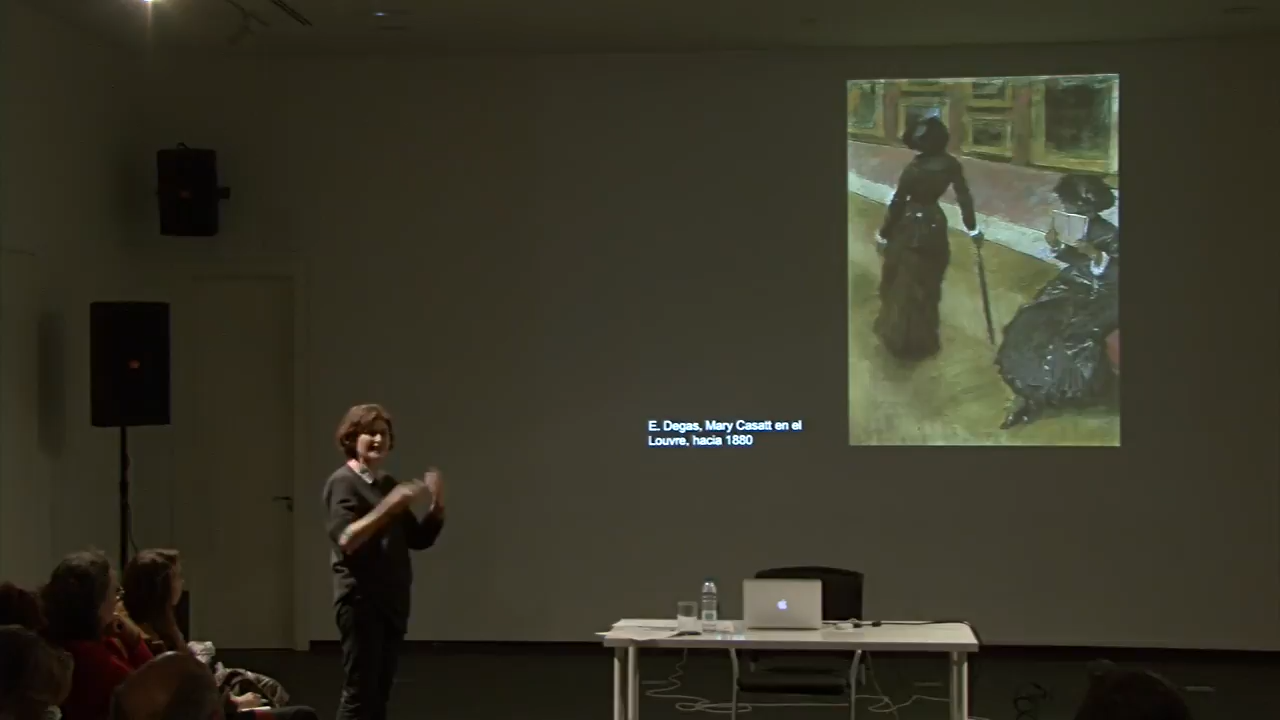 E. Degas, Mary Casatt en el
Louvre, hacia 1880